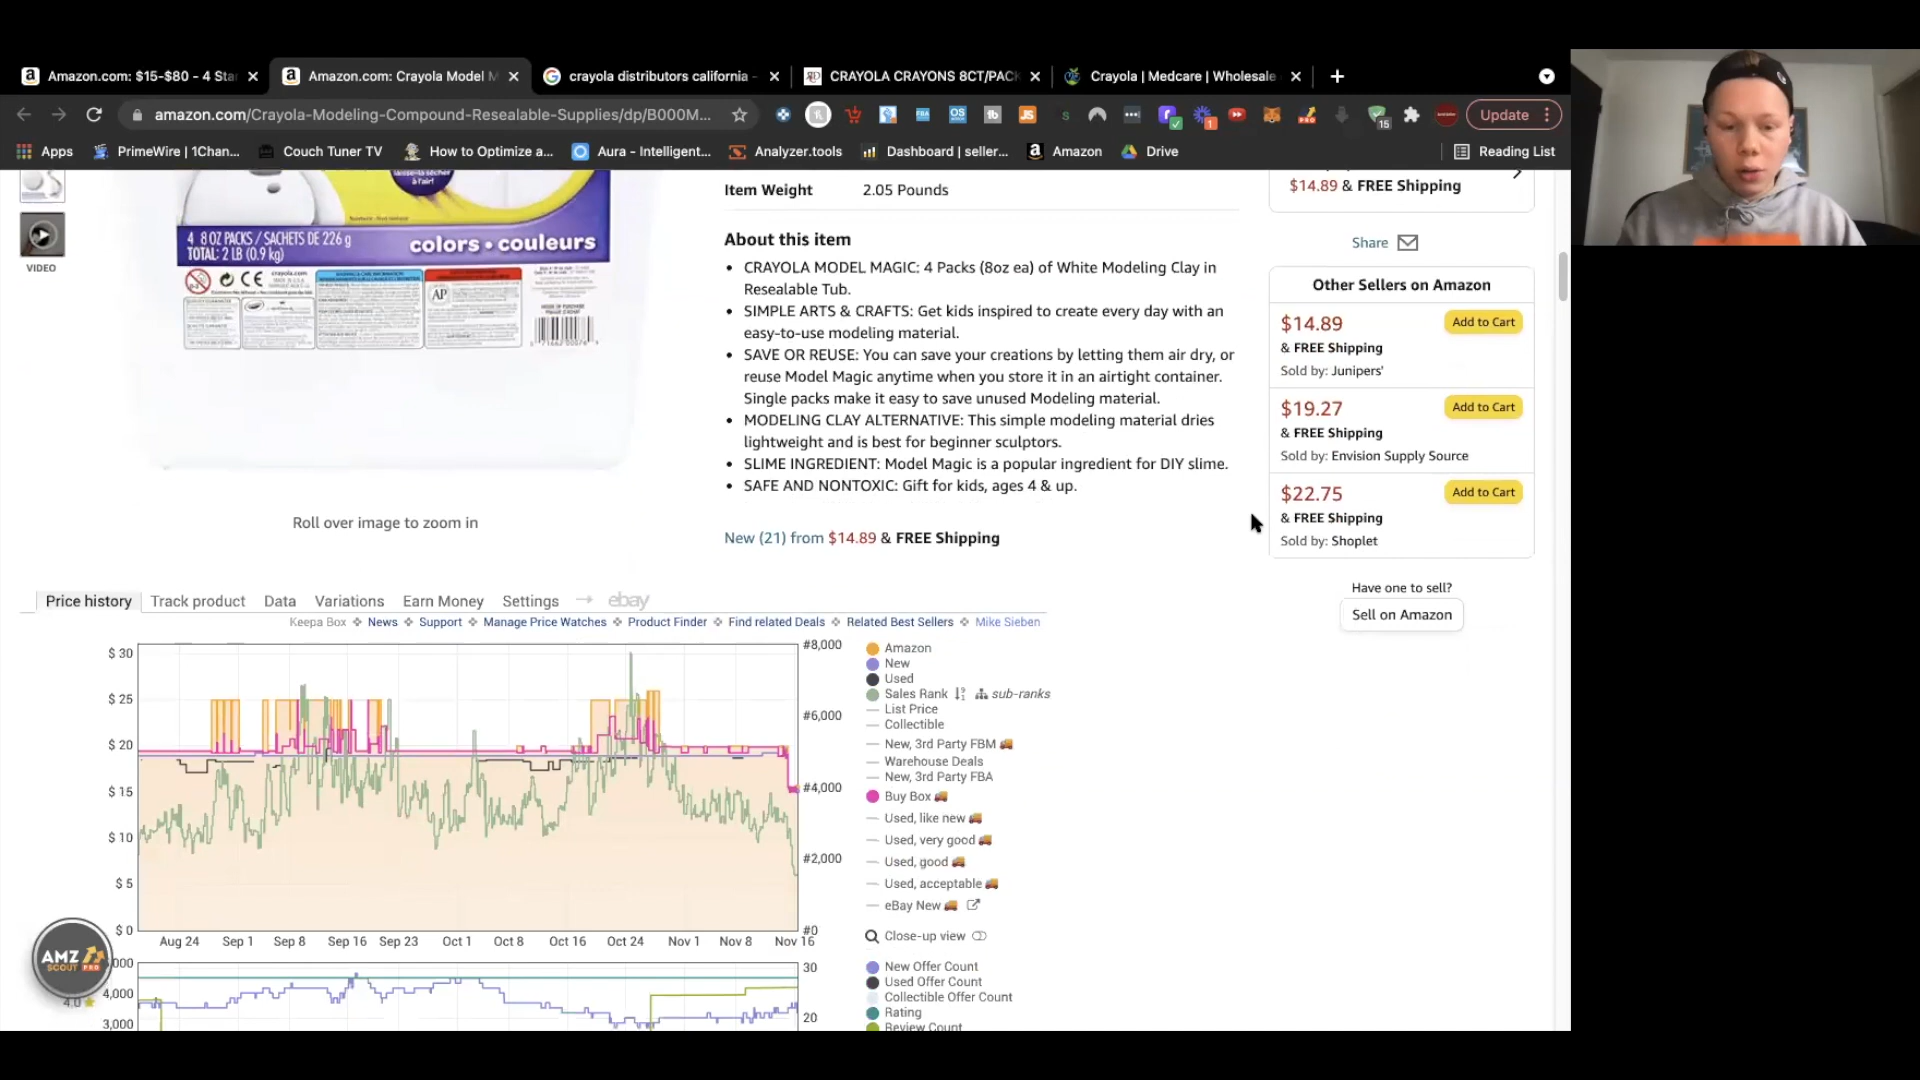 Amazon.com: $15-$80 - 4 Sta
Amazon.com: Crayola Model M
crayola distributors california -
CRAYOLA CRAYONS 8CT/PAC
Crayola | Medcare | Wholesale
amazon.com/Crayola-Modeling-Compound-Resealable-Supplies/dp/B000M...
Update
Apps
PrimeWire | 1Chan...
Couch Tuner TV
How to Optimize a...
Aura - Intelligent...
Analyzer.tools
Dashboard | seller...
Amazon
Drive
Reading List
VIDEO
à l'air!
4 8 OZ PACKS / SACHETS DE 226 g
TOTAL: 2 LB (0.9 kg)
colors • couleurs
AP
Roll over image to zoom in
Item Weight 2.05 Pounds
About this item
• CRAYOLA MODEL MAGIC: 4 Packs (8oz ea) of White Modeling Clay in
Resealable Tub.
• SIMPLE ARTS & CRAFTS: Get kids inspired to create every day with an
easy-to-use modeling material.
• SAVE OR REUSE: You can save your creations by letting them air dry, or
reuse Model Magic anytime when you store it in an airtight container.
Single packs make it easy to save unused Modeling material.
• MODELING CLAY ALTERNATIVE: This simple modeling material dries
lightweight and is best for beginner sculptors.
• SLIME INGREDIENT: Model Magic is a popular ingredient for DIY slime.
• SAFE AND NONTOXIC: Gift for kids, ages 4 & up.
New (21) from $14.89 & FREE Shipping
$14.89 & FREE Shipping
Share
Other Sellers on Amazon
$14.89 Add to Cart
& FREE Shipping
Sold by: Junipers'
$19.27 Add to Cart
& FREE Shipping
Sold by: Envision Supply Source
$22.75 Add to Cart
& FREE Shipping
Sold by: Shoplet
Have one to sell?
Sell on Amazon
Price history Track product Data Variations Earn Money Settings ebay
Keepa Box News Support Manage Price Watches Product Finder Find related Deals Related Best Sellers Mike Sieben
$ 30
$ 25
$ 20
$ 15
$ 10
$ 5
$ 0
#8,000
#6,000
#4,000
#2,000
#0
Aug 24 Sep 1 Sep 8 Sep 16 Sep 23 Oct 1 Oct 8 Oct 16 Oct 24 Nov 1 Nov 8 Nov 16
Amazon
New
Used
Sales Rank sub-ranks
List Price
Collectible
New, 3rd Party FBM
Warehouse Deals
New, 3rd Party FBA
Buy Box
Used, like new
Used, very good
Used, good
Used, acceptable
eBay New
Close-up view
AMZ
SCOUT PRO
4.0
4,000
3,000
30
20
New Offer Count
Used Offer Count
Collectible Offer Count
Rating
Review Count